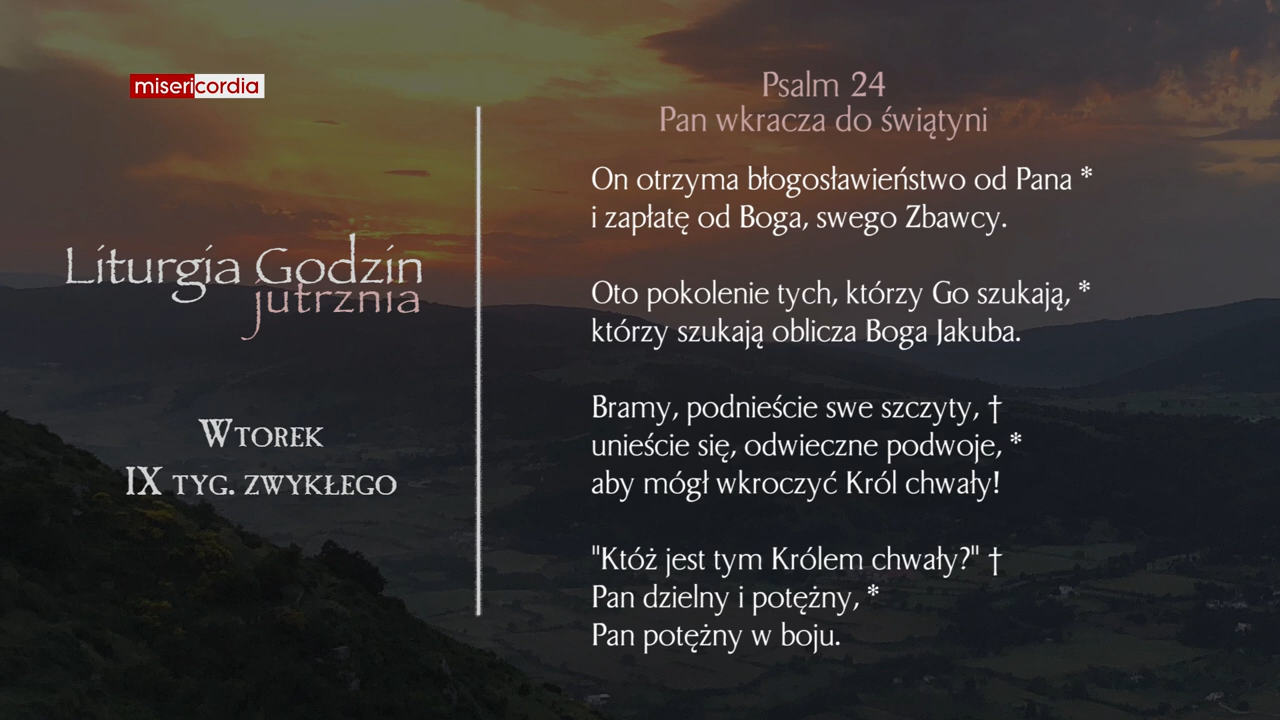 misericordia
Liturgia Godzin
jutrznia
Wtorek
IX tyg. zwykłego
Psalm 24
Pan wkracza do świątyni
On otrzyma błogosławieństwo od Pana *
i zapłatę od Boga, swego Zbawcy.
Oto pokolenie tych, którzy Go szukają, *
którzy szukają oblicza Boga Jakuba.
Bramy, podnieście swe szczyty, †
unieście się, odwieczne podwoje, *
aby mógł wkroczyć Król chwały!
"Któż jest tym Królem chwały?" †
Pan dzielny i potężny, *
Pan potężny w boju.